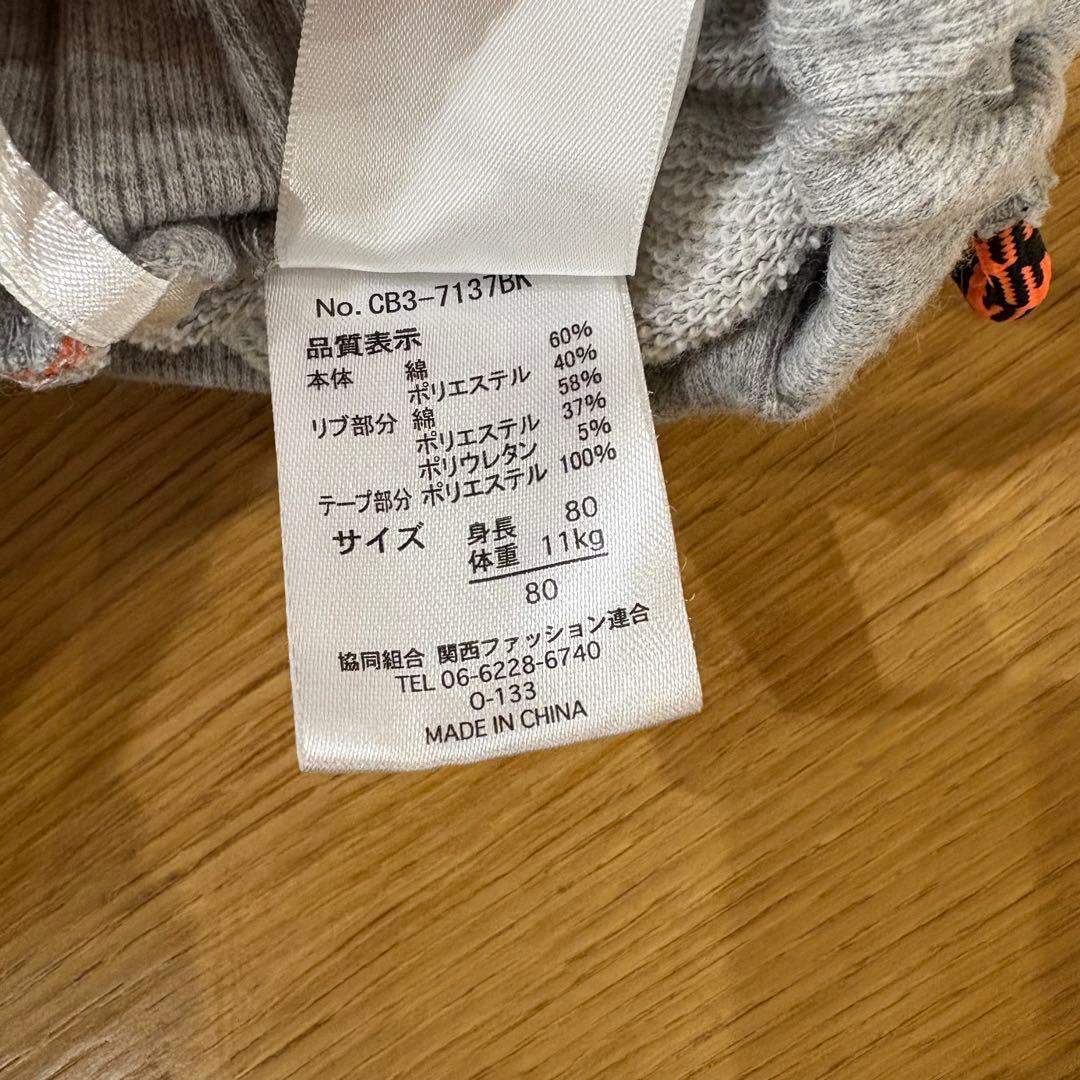 No. CB3-7137BK
品質表示
本体 綿 60%
ポリエステル 40%
リブ部分 綿 58%
ポリエステル 37%
ポリウレタン 5%
テープ部分 ポリエステル 100%
サイズ 身長 80
体重 11kg
80
協同組合 関西ファッション連合
TEL 06-6228-6740
O-133
MADE IN CHINA